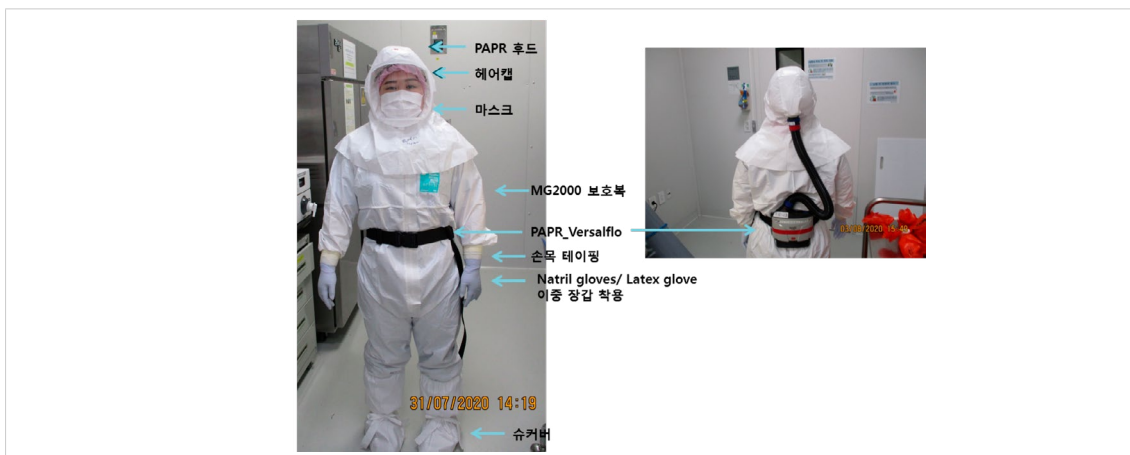 PAPR 후드
헤어캡
마스크
MG2000 보호복
PAPR_Versalflo
손목 테이핑
Natril gloves/ Latex glove
이중 장갑 착용
31/07/2020 14:19
슈커버